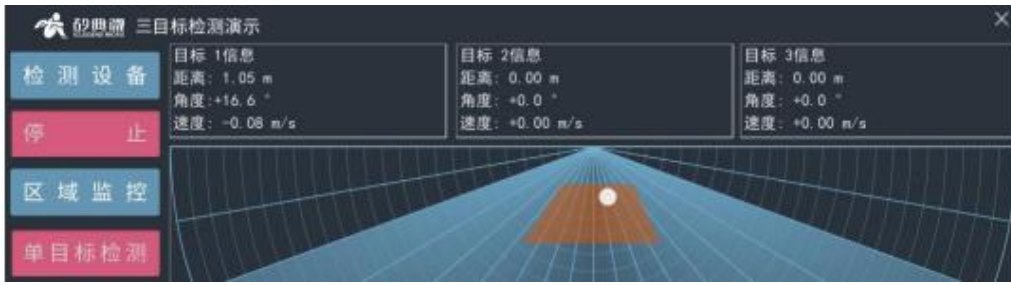 矽典微 三目标检测演示
检测设备
停止
区域监控
单目标检测
目标 1信息
距离: 1.05 m
角度:+16.6 °
速度: -0.08 m/s
目标 2信息
距离: 0.00 m
角度: +0.0 °
速度: +0.00 m/s
目标 3信息
距离: 0.00 m
角度: +0.0 °
速度: +0.00 m/s